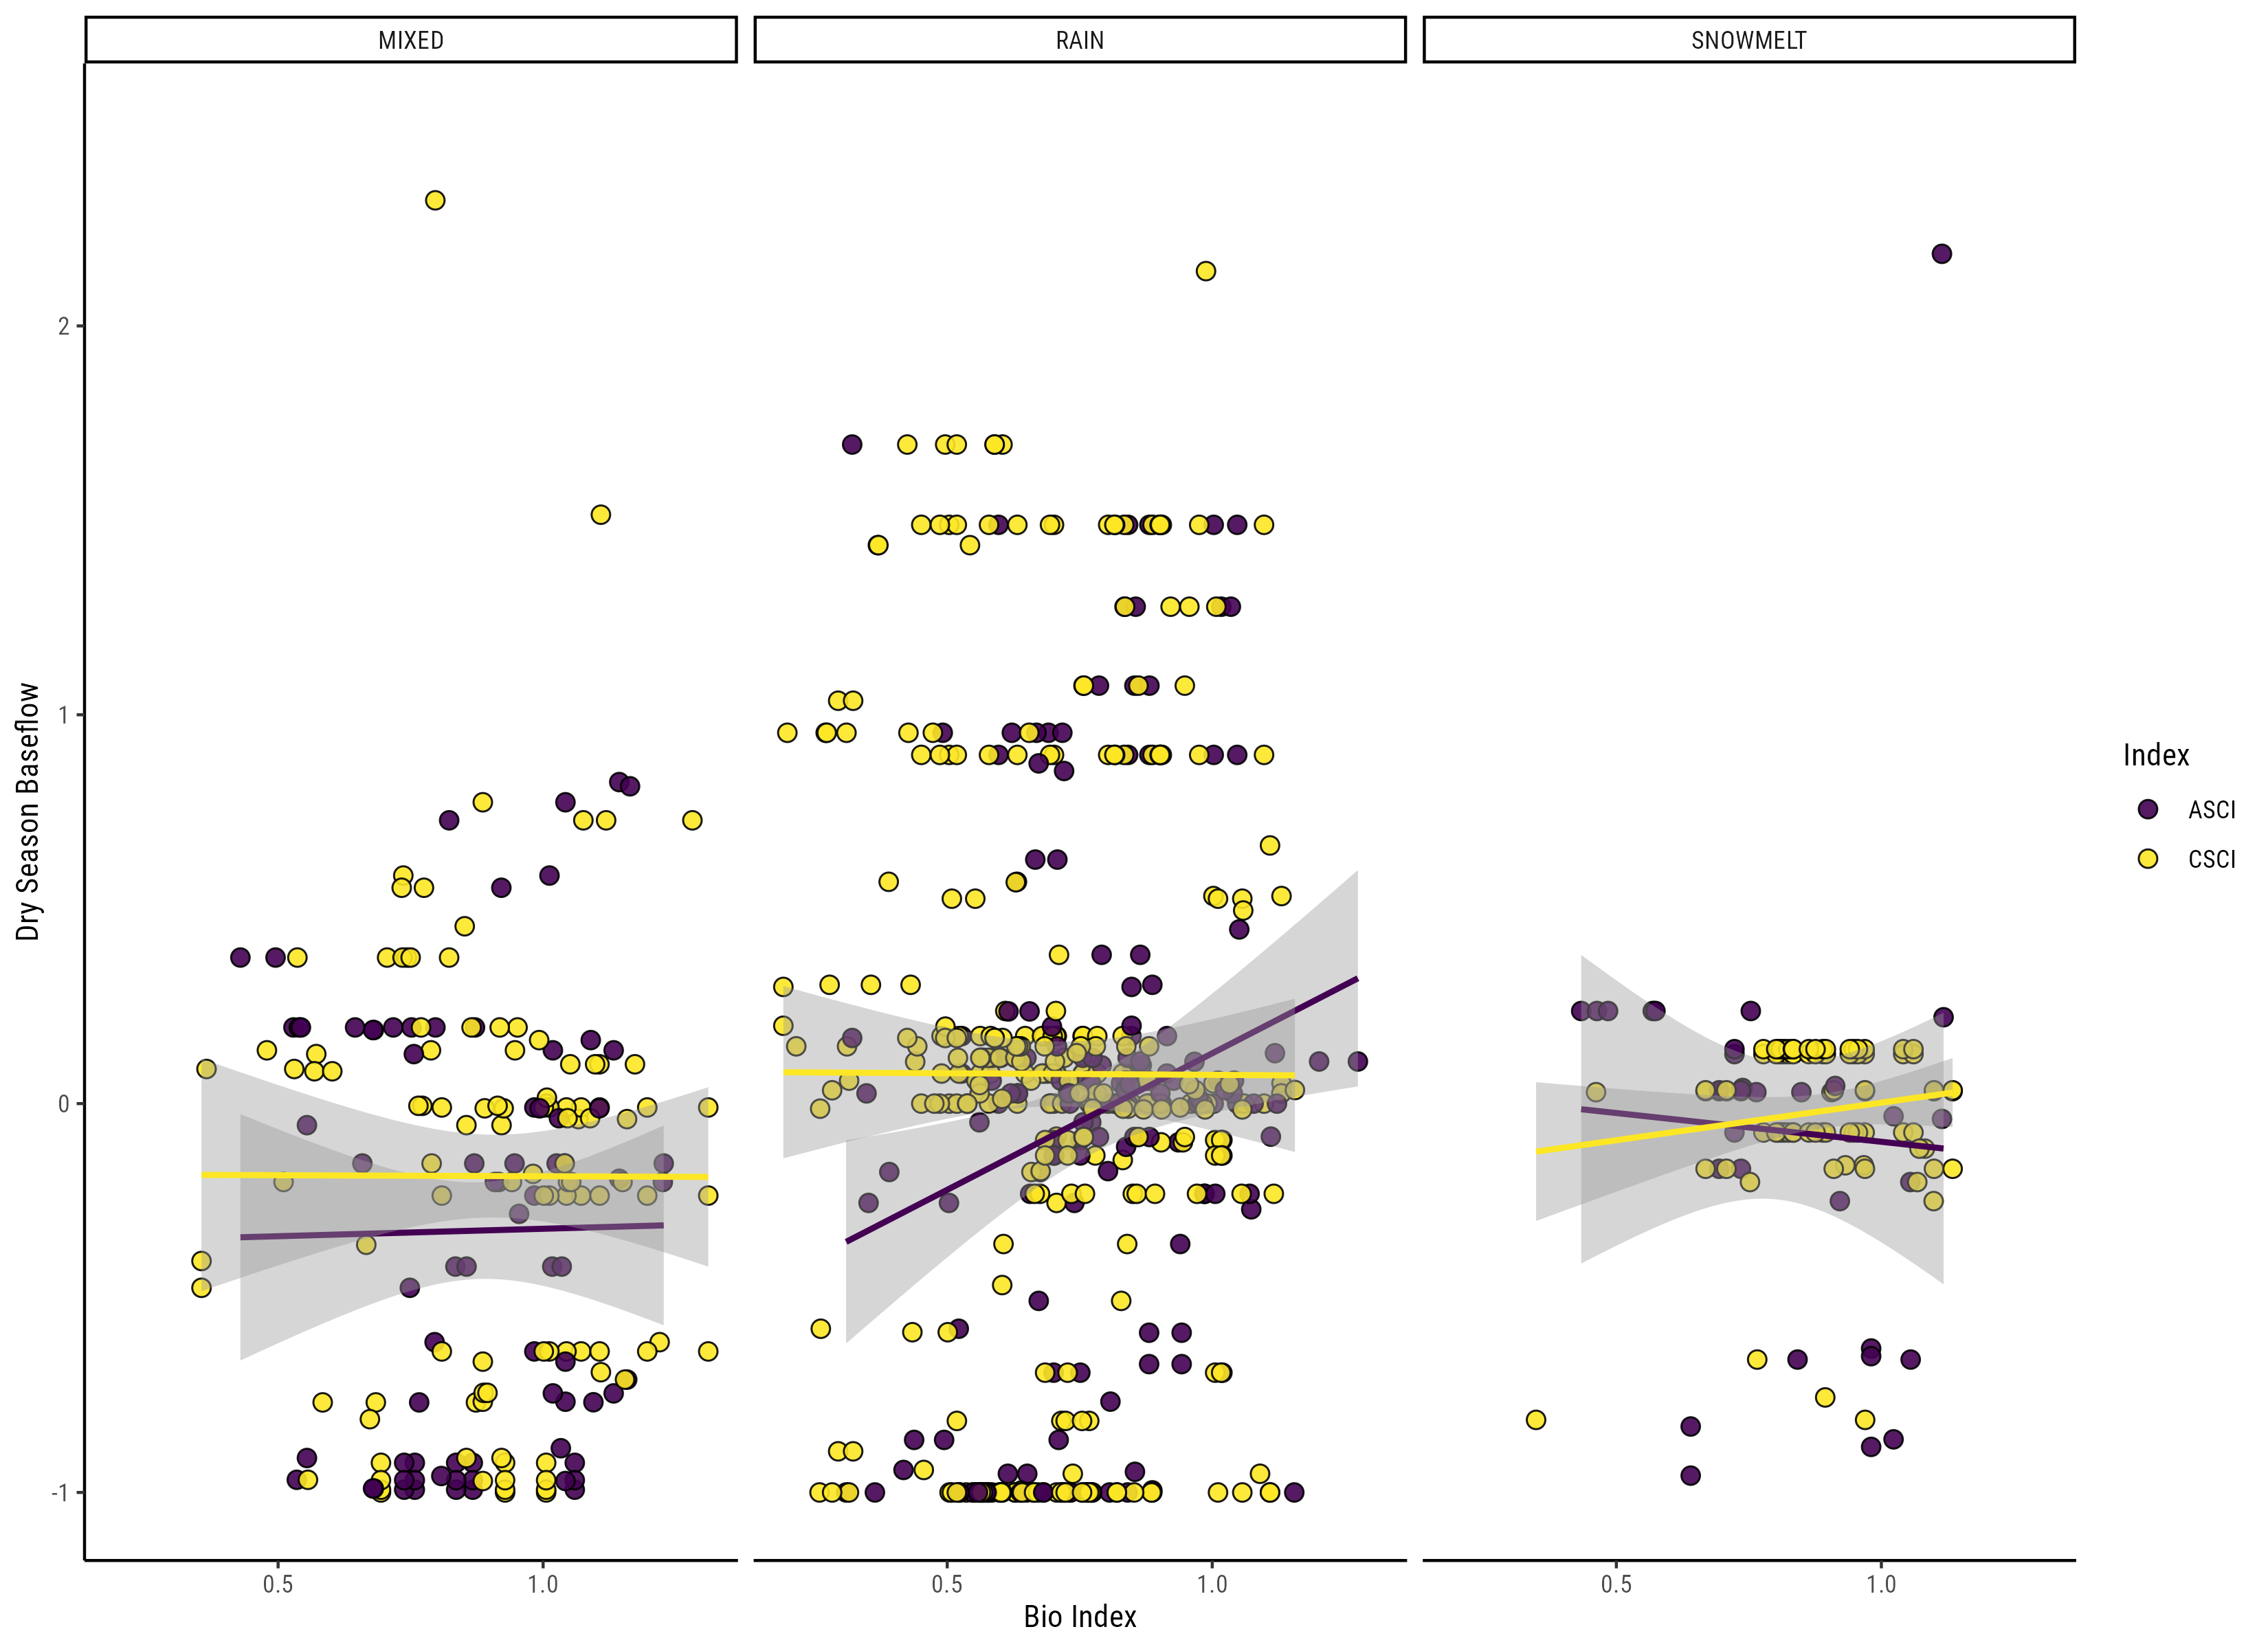 MIXED RAIN SNOWMELT
Dry Season Baseflow
2
1
0
-1
0.5 1.0 0.5 1.0 0.5 1.0
Bio Index
Index
ASCI
CSCI